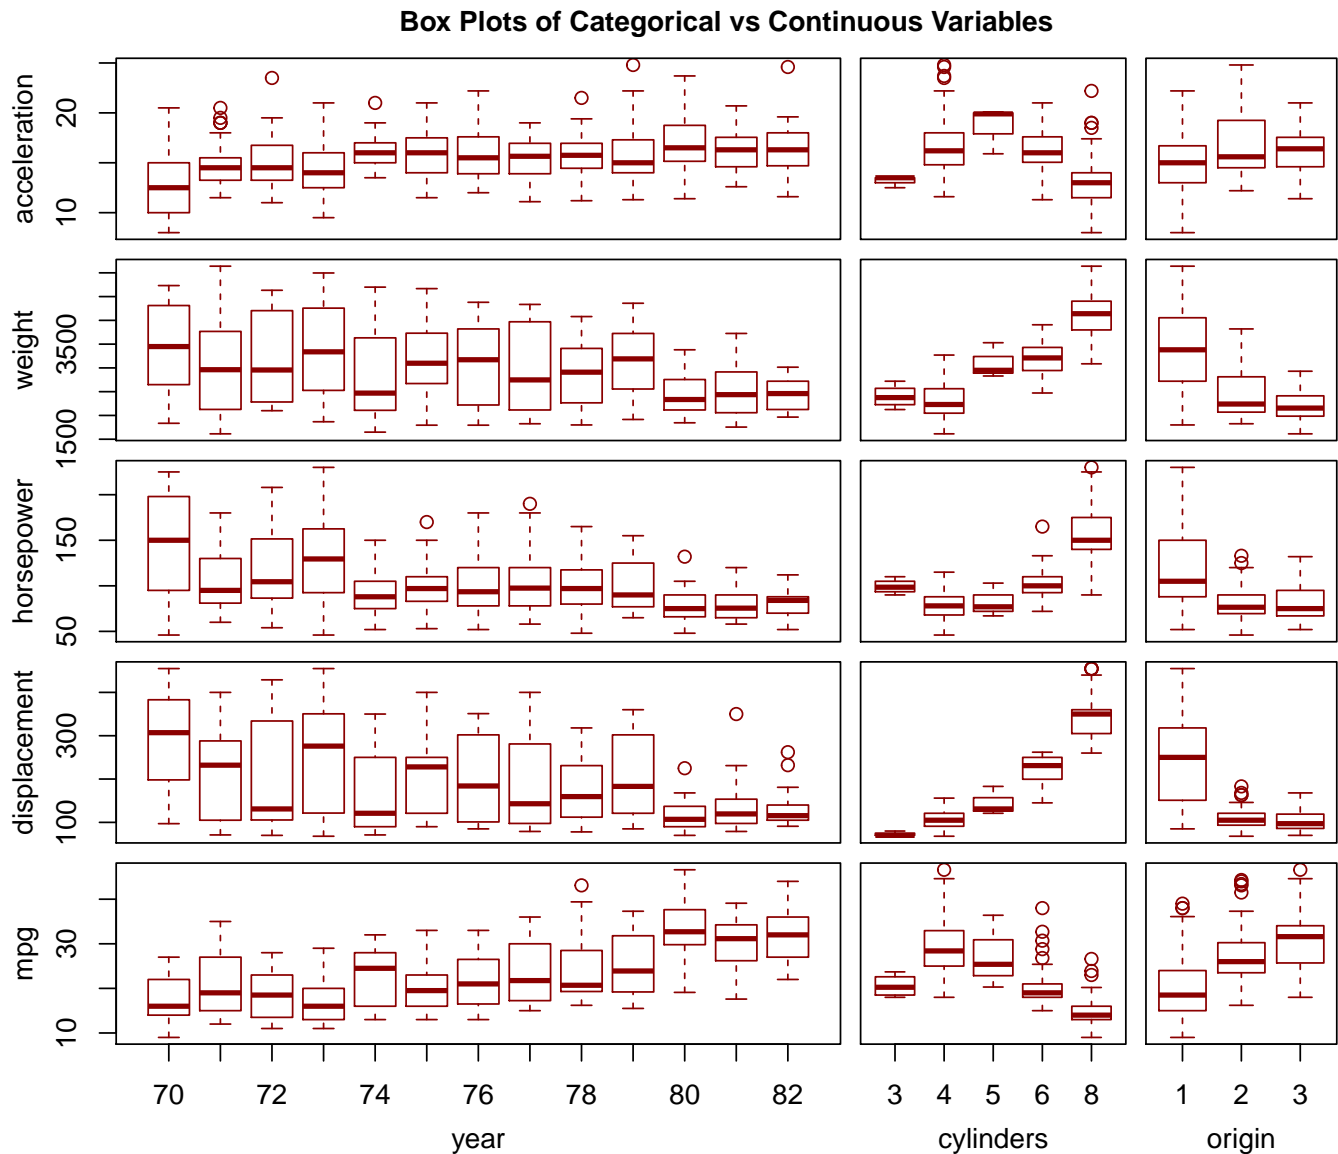 Box Plots of Categorical vs Continuous Variables
acceleration
20
10
weight
3500
1500
horsepower
150
50
displacement
300
100
mpg
30
10
70 72 74 76 78 80 82 3 4 5 6 8 1 2 3
year cylinders origin